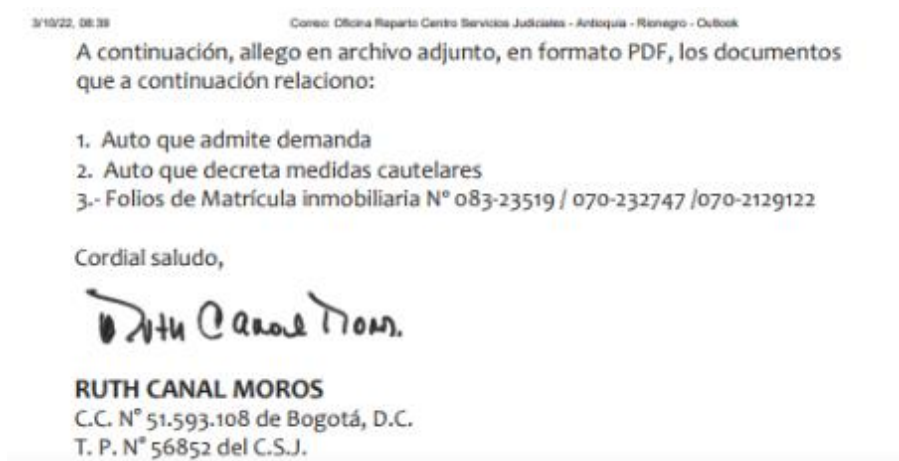 3/10/22, 08:39 Correo: Oficina Reparto Centro Servicios Judiciales - Antioquia - Rionegro - Outlook
A continuación, allego en archivo adjunto, en formato PDF, los documentos
que a continuación relaciono:
1. Auto que admite demanda
2. Auto que decreta medidas cautelares
3.- Folios de Matrícula inmobiliaria N° 083-23519 / 070-232747 /070-2129122
Cordial saludo,
Ruth Canal Moros.
RUTH CANAL MOROS
C.C. N° 51.593.108 de Bogotá, D.C.
T. P. N° 56852 del C.S.J.